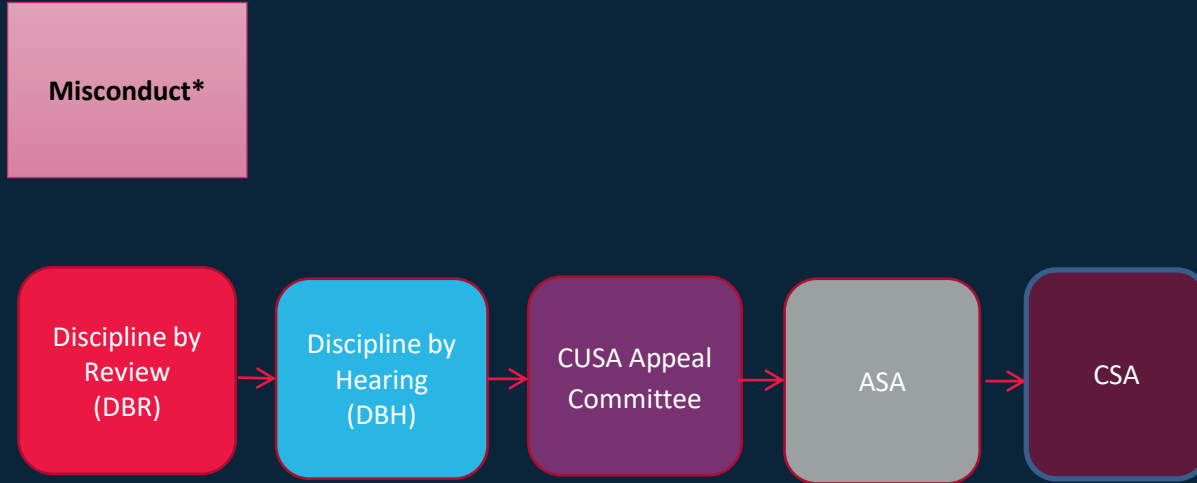 Misconduct*
Discipline by
Review
(DBR)
Discipline by
Hearing
(DBH)
CUSA Appeal
Committee
ASA
CSA